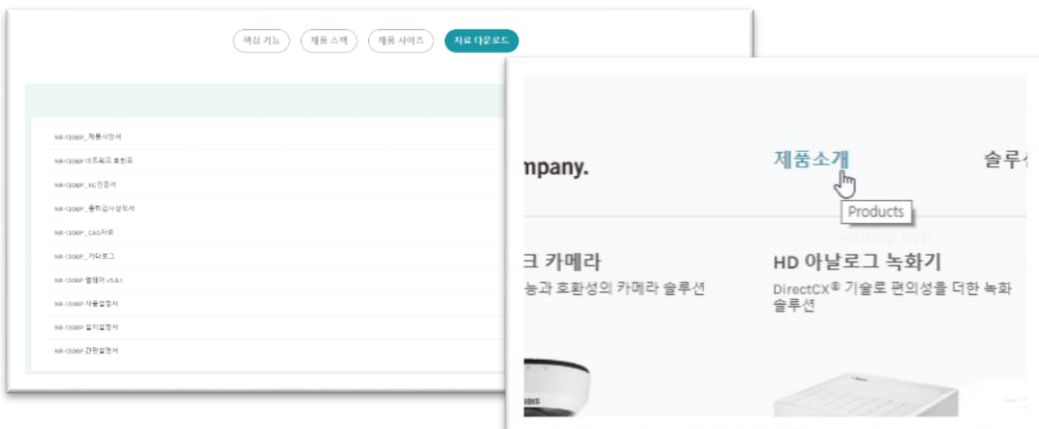 핵심 기능
제품 스펙
제품 사이즈
자료 다운로드
NR-1308P_제품시방서
NR-1308P 네트워크 호환표
NR-1308P_KC인증서
NR-1308P_출하검사성적서
NR-1308P_CAD자료
NR-1308P_카다로그
NR-1308P 펌웨어 v5.8.1
NR-1308P 사용설명서
NR-1308P 설치설명서
NR-1308P 간편설명서
mpany.
제품소개
솔루션
Products
크 카메라
능과 호환성의 카메라 솔루션
HD 아날로그 녹화기
DirectCX® 기술로 편의성을 더한 녹화
솔루션